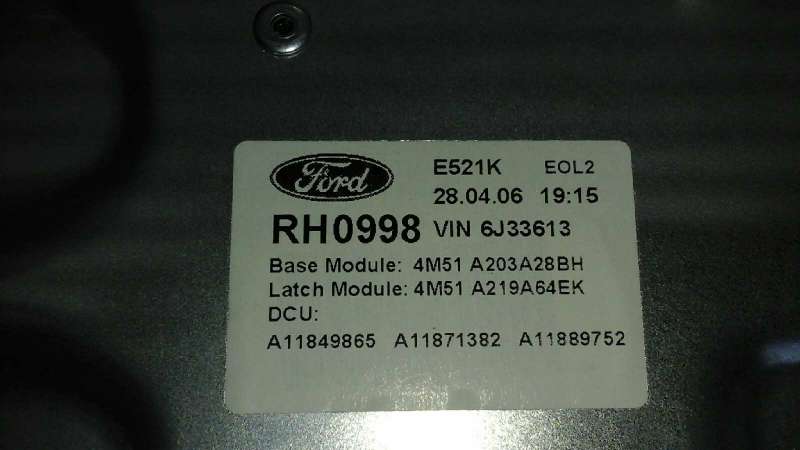 Ford
E521K EOL2
28.04.06 19:15
RH0998 VIN 6J33613
Base Module: 4M51 A203A28BH
Latch Module: 4M51 A219A64EK
DCU:
A11849865 A11871382 A11889752